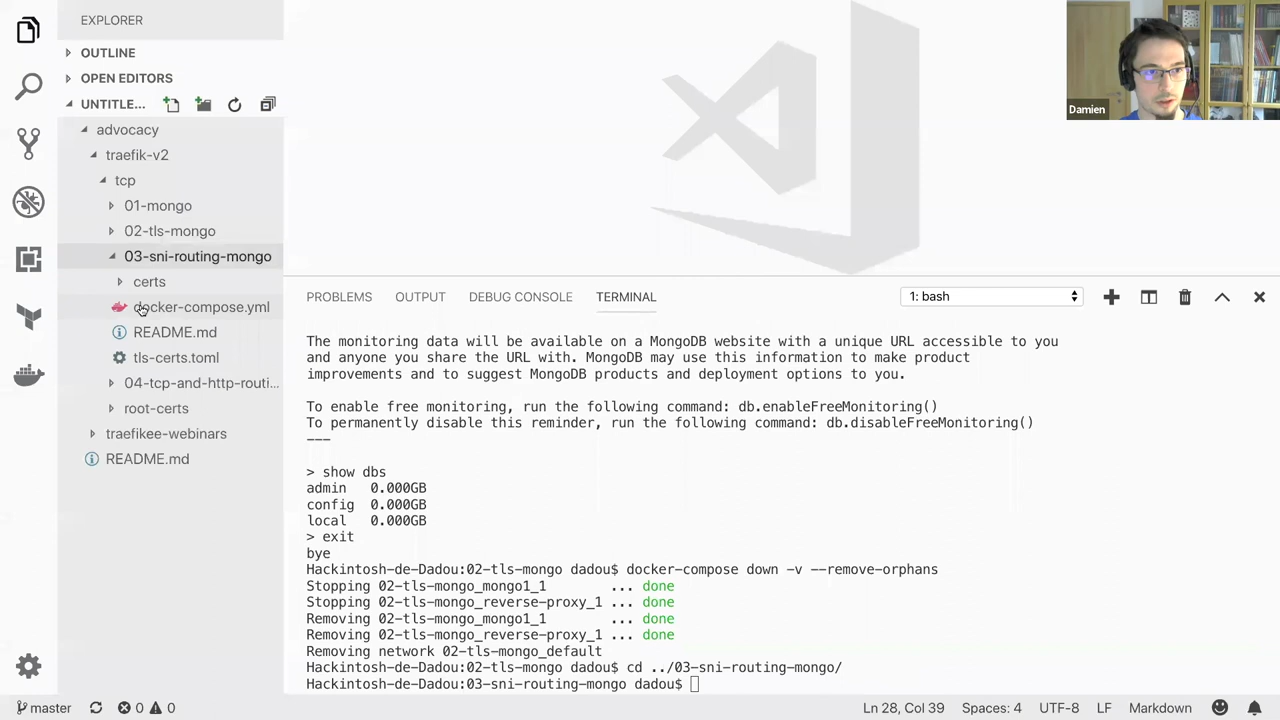 EXPLORER
OUTLINE
OPEN EDITORS
UNTITLE...
advocacy
traefik-v2
tcp
01-mongo
02-tls-mongo
03-sni-routing-mongo
certs
docker-compose.yml
README.md
tls-certs.toml
04-tcp-and-http-routi...
root-certs
traefikee-webinars
README.md
Damien
PROBLEMS OUTPUT DEBUG CONSOLE TERMINAL 1: bash
The monitoring data will be available on a MongoDB website with a unique URL accessible to you
and anyone you share the URL with. MongoDB may use this information to make product
improvements and to suggest MongoDB products and deployment options to you.
To enable free monitoring, run the following command: db.enableFreeMonitoring()
To permanently disable this reminder, run the following command: db.disableFreeMonitoring()
---
> show dbs
admin 0.000GB
config 0.000GB
local 0.000GB
> exit
bye
Hackintosh-de-Dadou:02-tls-mongo dadou$ docker-compose down -v --remove-orphans
Stopping 02-tls-mongo_mongo1_1 ... done
Stopping 02-tls-mongo_reverse-proxy_1 ... done
Removing 02-tls-mongo_mongo1_1 ... done
Removing 02-tls-mongo_reverse-proxy_1 ... done
Removing network 02-tls-mongo_default
Hackintosh-de-Dadou:02-tls-mongo dadou$ cd ../03-sni-routing-mongo/
Hackintosh-de-Dadou:03-sni-routing-mongo dadou$
master 0 0 Ln 28, Col 39 Spaces: 4 UTF-8 LF Markdown